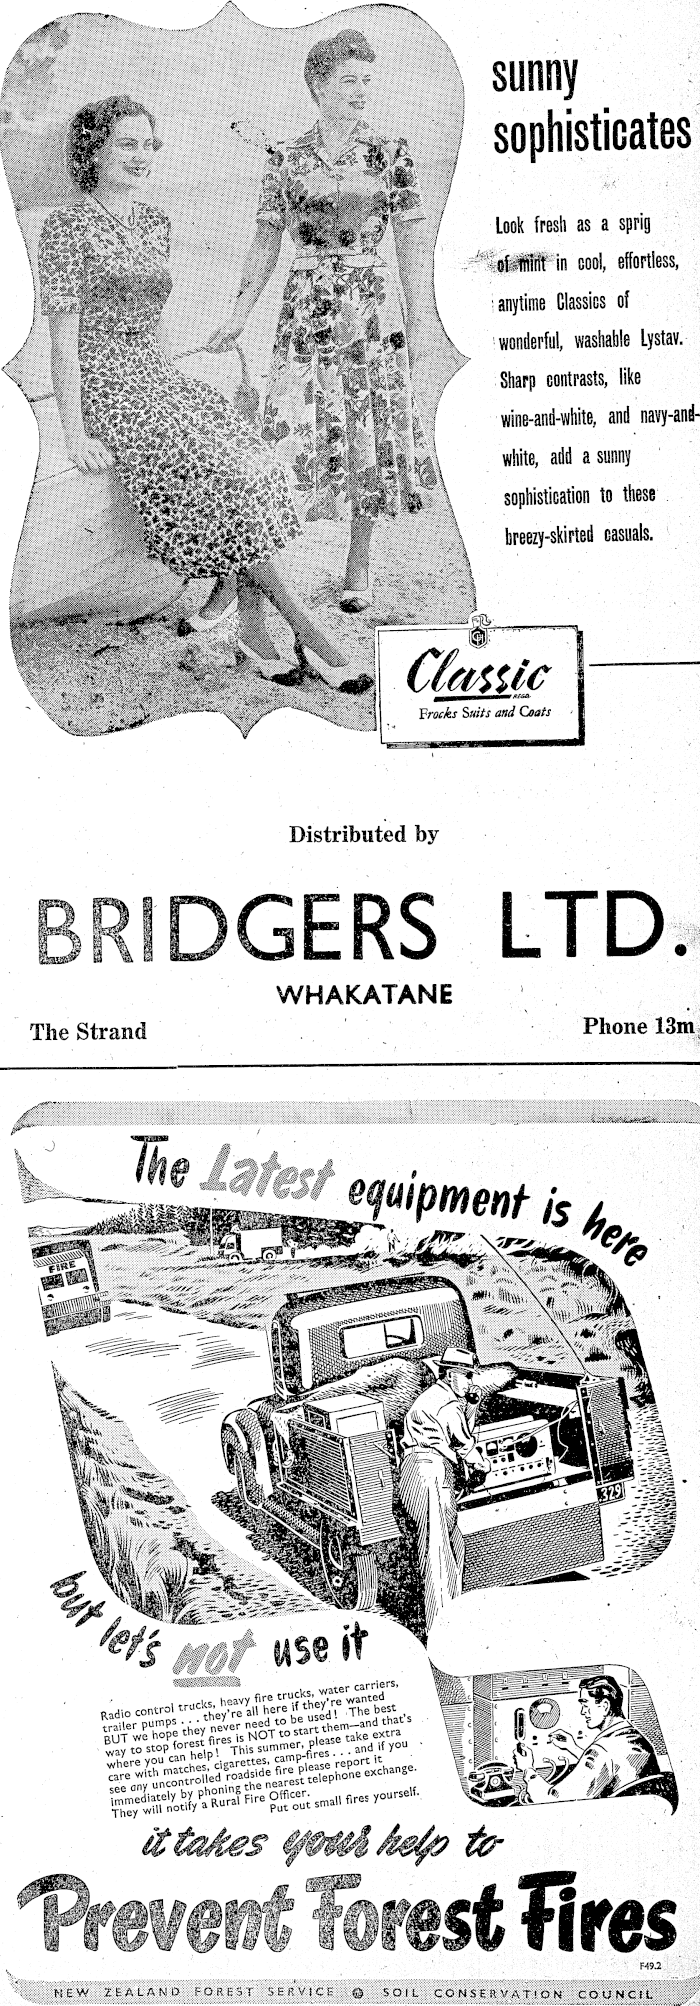 sunny
sophisticates
Look fresh as a sprig
of mint in cool, effortless,
anytime Classics of
wonderful, washable Lystav.
Sharp contrasts, like
wine-and-white, and navy-and-
white, add a sunny
sophistication to these
breezy-skirted casuals.
CH
Classic
REGD.
Frocks Suits and Coats
Distributed by
BRIDGERS LTD.
WHAKATANE
The Strand
Phone 13m
The Latest equipment is here
FIRE
329
but let's not use it
Radio control trucks, heavy fire trucks, water carriers,
trailer pumps . . . they're all here if they're wanted
BUT we hope they never need to be used! The best
way to stop forest fires is NOT to start them—and that's
where you can help! This summer, please take extra
care with matches, cigarettes, camp-fires . . . and if you
see any uncontrolled roadside fire please report it
immediately by phoning the nearest telephone exchange.
They will notify a Rural Fire Officer.
Put out small fires yourself.
it takes your help to
Prevent Forest Fires
F49.2
NEW ZEALAND FOREST SERVICE SOIL CONSERVATION COUNCIL